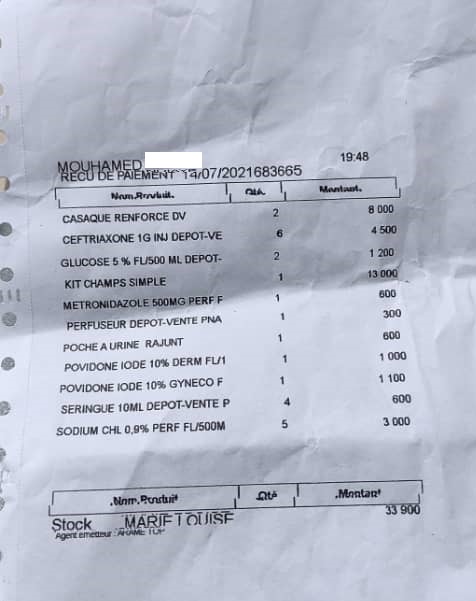 19:48
MOUHAMED
RECU DE PAIEMENT 14/07/2021683665
Nom.Produit. Qté. Montant.
CASAQUE RENFORCE DV 2 8 000
CEFTRIAXONE 1G INJ DEPOT-VE 6 4 500
GLUCOSE 5 % FL/500 ML DEPOT- 2 1 200
KIT CHAMPS SIMPLE 1 13 000
METRONIDAZOLE 500MG PERF F 1 600
PERFUSEUR DEPOT-VENTE PNA 1 300
POCHE A URINE RAJUNT 1 600
POVIDONE IODE 10% DERM FL/1 1 1 000
POVIDONE IODE 10% GYNECO F 1 1 100
SERINGUE 10ML DEPOT-VENTE P 4 600
SODIUM CHL 0,9% PERF FL/500M 5 3 000
.Nom.Produit Qté .Montant
33 900
Stock MARIE LOUISE
Agent emetteur :